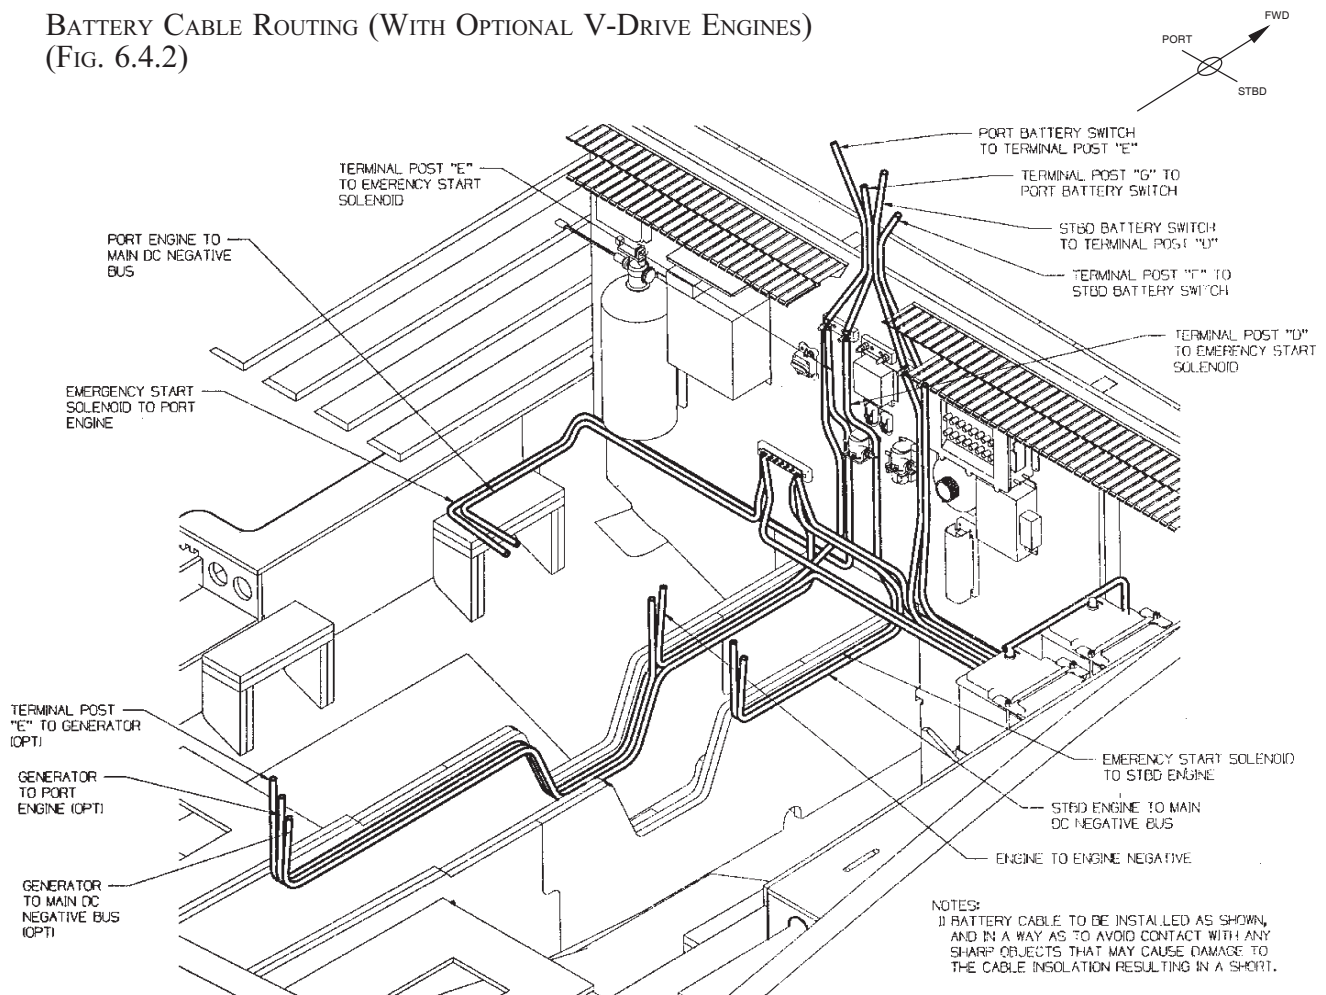 BATTERY CABLE ROUTING (WITH OPTIONAL V-DRIVE ENGINES)
(FIG. 6.4.2)
FWD
PORT
STBD
PORT BATTERY SWITCH
TO TERMINAL POST "E"
TERMINAL POST "E"
TO EMERENCY START
SOLENOID
TERMINAL POST "G" TO
PORT BATTERY SWITCH
STBD BATTERY SWITCH
TO TERMINAL POST "D"
PORT ENGINE TO
MAIN DC NEGATIVE
BUS
TERMINAL POST "F" TO
STBD BATTERY SWITCH
TERMINAL POST "D"
TO EMERENCY START
SOLENOID
EMERGENCY START
SOLENOID TO PORT
ENGINE
TERMINAL POST
"E" TO GENERATOR
(OPT)
GENERATOR
TO PORT
ENGINE (OPT)
EMERENCY START SOLENOID
TO STBD ENGINE
STBD ENGINE TO MAIN
DC NEGATIVE BUS
ENGINE TO ENGINE NEGATIVE
GENERATOR
TO MAIN DC
NEGATIVE BUS
(OPT)
NOTES:
1) BATTERY CABLE TO BE INSTALLED AS SHOWN,
AND IN A WAY AS TO AVOID CONTACT WITH ANY
SHARP OBJECTS THAT MAY CAUSE DAMAGE TO
THE CABLE INSOLATION RESULTING IN A SHORT.